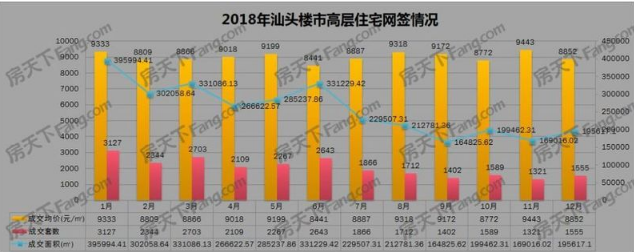 2018年汕头楼市高层住宅网签情况
10000 9333 8809 8866 9018 9199 8441 8887 9318 9172 8772 9443 8852 450000
9000 400000
8000 350000
7000 300000
6000 250000
5000 200000
4000 150000
3000 100000
2000 50000
1000
0 0
395994.41 302058.64 331086.13 266622.57 285237.86 331229.42 229507.31 212781.36 164825.62 199462.31 169016.02 195617.1
3127 2344 2703 2109 2267 2643 1866 1712 1402 1589 1321 1555
1月 2月 3月 4月 5月 6月 7月 8月 9月 10月 11月 12月
成交均价(元/㎡) 9333 8809 8866 9018 9199 8441 8887 9318 9172 8772 9443 8852
成交套数 3127 2344 2703 2109 2267 2643 1866 1712 1402 1589 1321 1555
成交面积(㎡) 395994.41 302058.64 331086.13 266622.57 285237.86 331229.42 229507.31 212781.36 164825.62 199462.31 169016.02 195617.1
房天下Fang.com